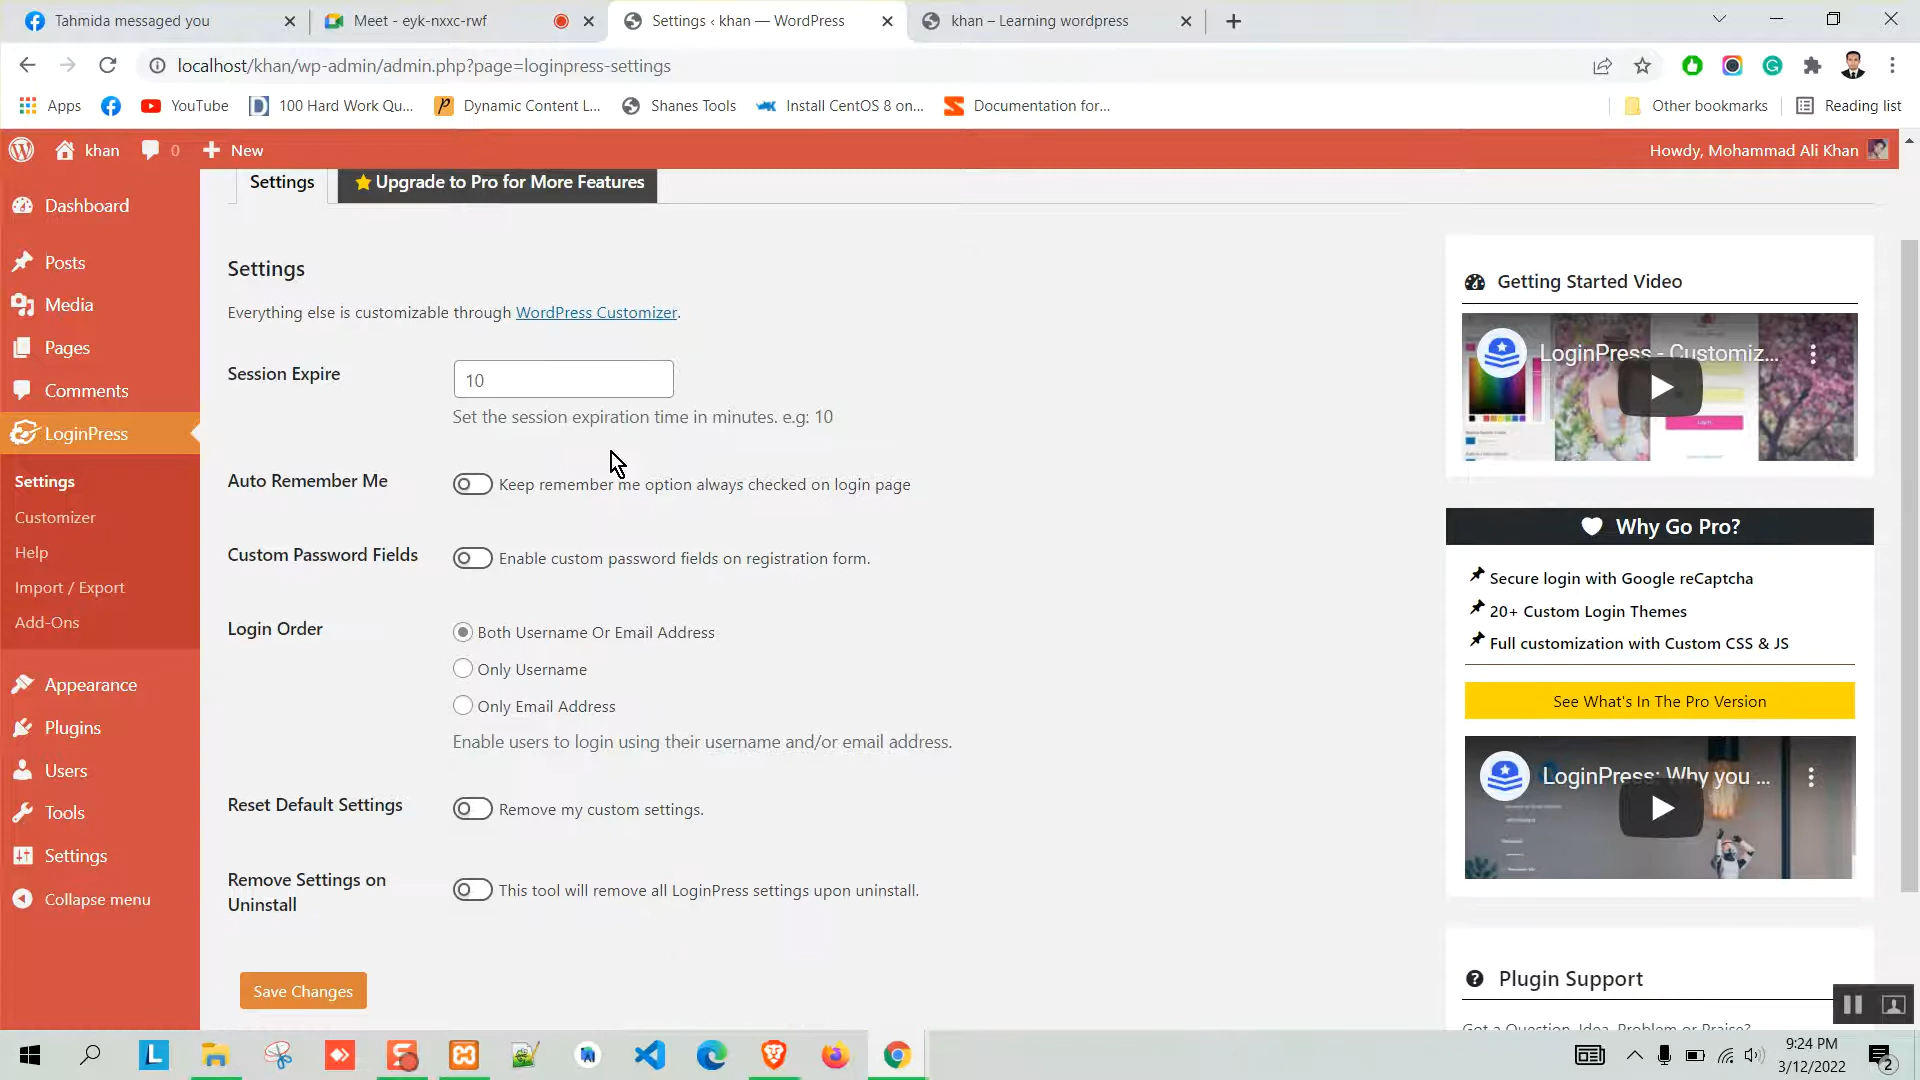 Tahmida messaged you
Meet - eyk-nxxc-rwf
Settings ‹ khan — WordPress
khan – Learning wordpress
localhost/khan/wp-admin/admin.php?page=loginpress-settings
Apps
YouTube
100 Hard Work Qu...
Dynamic Content L...
Shanes Tools
Install CentOS 8 on...
Documentation for...
Other bookmarks
Reading list
khan
0
New
Howdy, Mohammad Ali Khan
Dashboard
Posts
Media
Pages
Comments
LoginPress
Settings
Customizer
Help
Import / Export
Add-Ons
Appearance
Plugins
Users
Tools
Settings
Collapse menu
Settings
Upgrade to Pro for More Features
Settings
Everything else is customizable through WordPress Customizer.
Session Expire
10
Set the session expiration time in minutes. e.g: 10
Auto Remember Me
Keep remember me option always checked on login page
Custom Password Fields
Enable custom password fields on registration form.
Login Order
Both Username Or Email Address
Only Username
Only Email Address
Enable users to login using their username and/or email address.
Reset Default Settings
Remove my custom settings.
Remove Settings on
Uninstall
This tool will remove all LoginPress settings upon uninstall.
Save Changes
Getting Started Video
LoginPress - Customiz...
Why Go Pro?
Secure login with Google reCaptcha
20+ Custom Login Themes
Full customization with Custom CSS & JS
See What's In The Pro Version
LoginPress: Why you ...
Plugin Support
Got a Question, Idea, Problem or Praise?
9:24 PM
3/12/2022
2